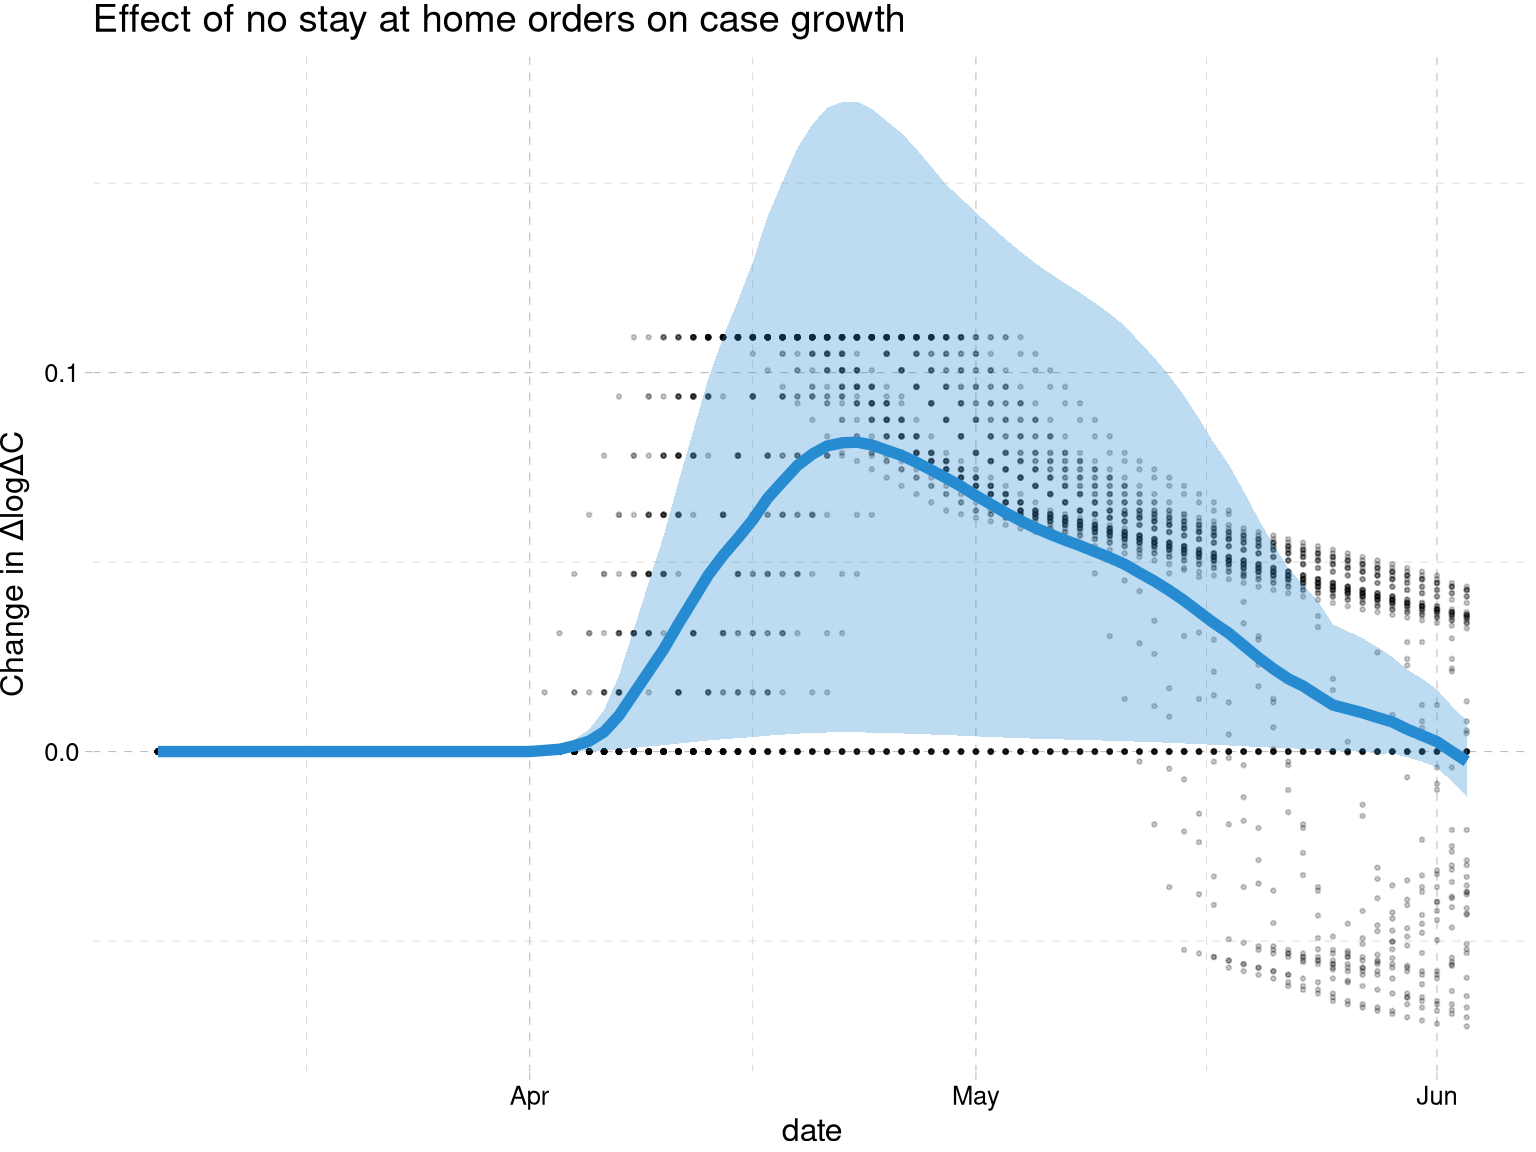 Effect of no stay at home orders on case growth
Change in ΔlogΔC
0.1
0.0
Apr
May
Jun
date